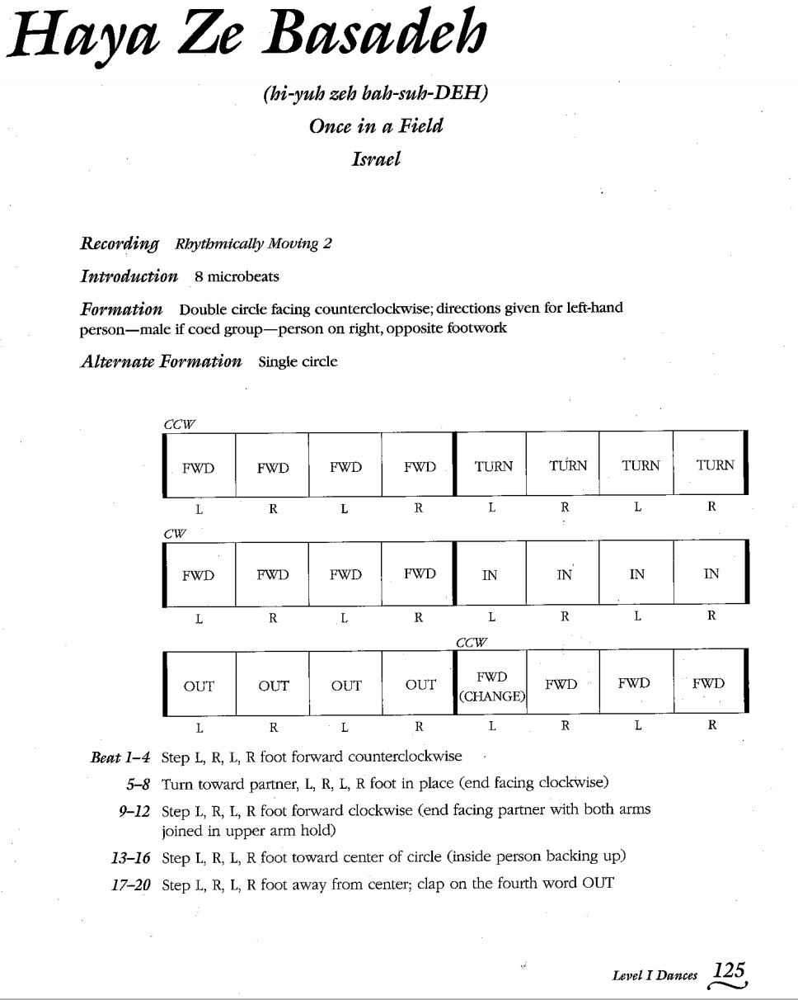 Haya Ze Basadeh
(hi-yuh zeh bah-suh-DEH)
Once in a Field
Israel
Recording Rhythmically Moving 2
Introduction 8 microbeats
Formation Double circle facing counterclockwise; directions given for left-hand
person—male if coed group—person on right, opposite footwork
Alternate Formation Single circle
CCW
FWD FWD FWD FWD TURN TURN TURN TURN
L R L R L R L R
CW
FWD FWD FWD FWD IN IN IN IN
L R L R L R L R
CCW
OUT OUT OUT OUT FWD (CHANGE) FWD FWD FWD
L R L R L R L R
Beat 1–4 Step L, R, L, R foot forward counterclockwise
5–8 Turn toward partner, L, R, L, R foot in place (end facing clockwise)
9–12 Step L, R, L, R foot forward clockwise (end facing partner with both arms
joined in upper arm hold)
13–16 Step L, R, L, R foot toward center of circle (inside person backing up)
17–20 Step L, R, L, R foot away from center; clap on the fourth word OUT
Level I Dances 125